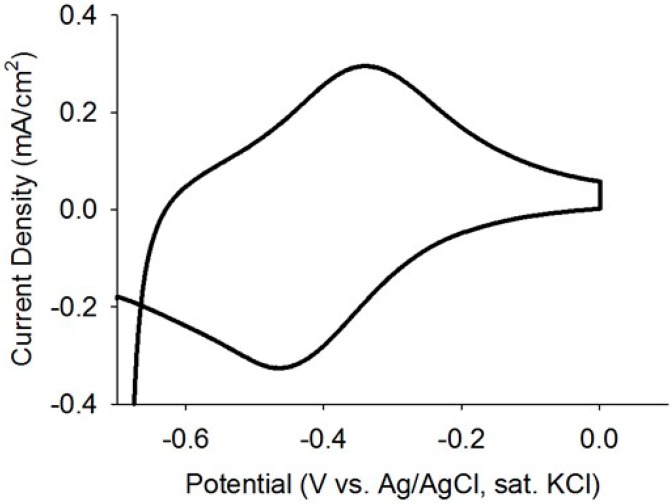 0.4
0.2
0.0
-0.2
-0.4
Current Density (mA/cm²)
-0.6 -0.4 -0.2 0.0
Potential (V vs. Ag/AgCl, sat. KCl)